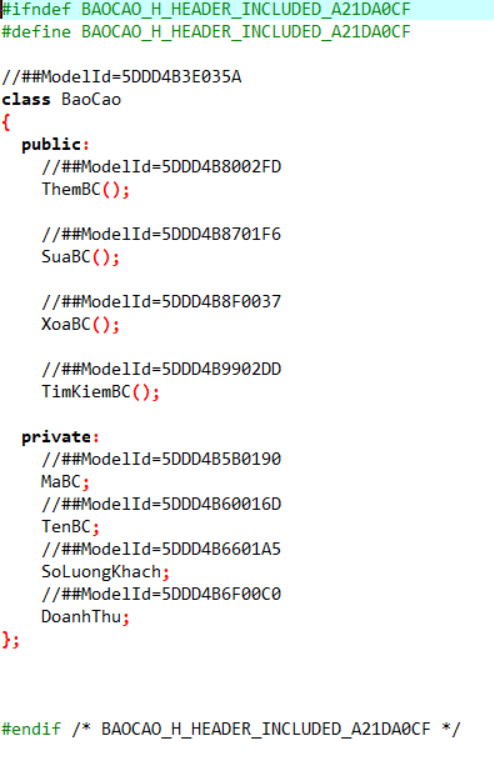 #ifndef BAOCAO_H_HEADER_INCLUDED_A21DA0CF
#define BAOCAO_H_HEADER_INCLUDED_A21DA0CF
//##ModelId=5DDD4B3E035A
class BaoCao
{
public:
//##ModelId=5DDD4B8002FD
ThemBC();
//##ModelId=5DDD4B8701F6
SuaBC();
//##ModelId=5DDD4B8F0037
XoaBC();
//##ModelId=5DDD4B9902DD
TimKiemBC();
private:
//##ModelId=5DDD4B5B0190
MaBC;
//##ModelId=5DDD4B60016D
TenBC;
//##ModelId=5DDD4B6601A5
SoLuongKhach;
//##ModelId=5DDD4B6F00C0
DoanhThu;
};
#endif /* BAOCAO_H_HEADER_INCLUDED_A21DA0CF */